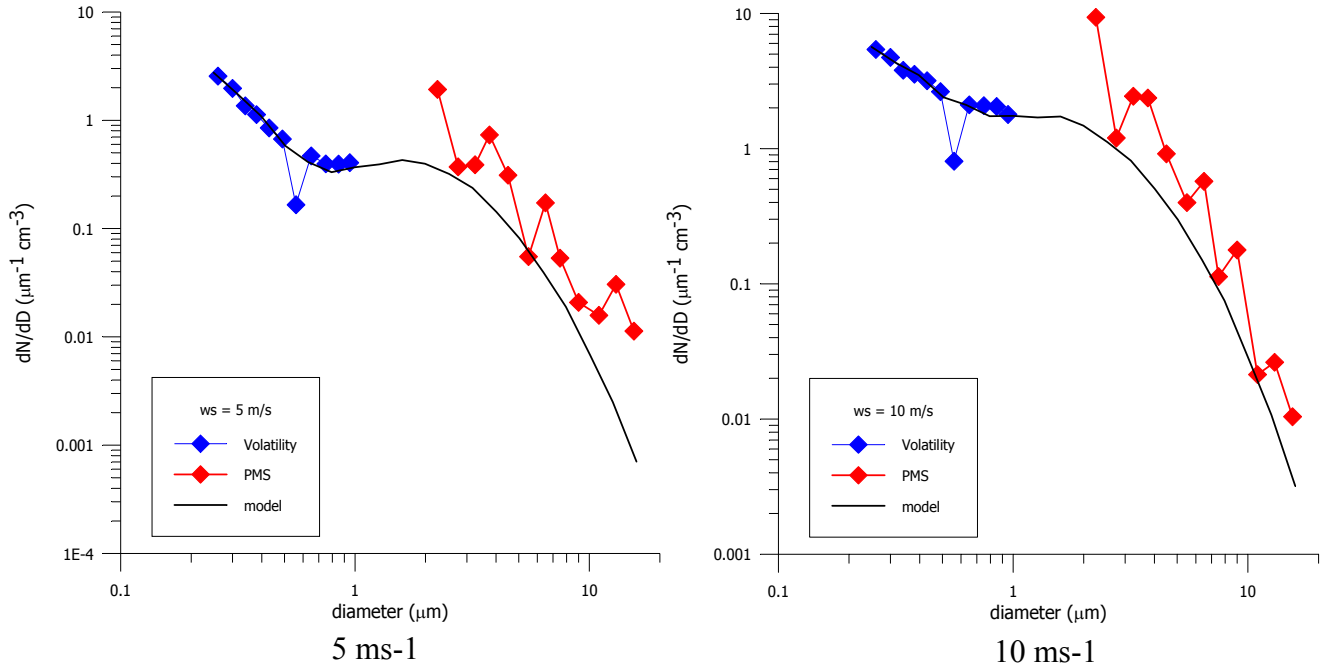 10
1
0.1
0.01
0.001
1E-4
dN/dD (μm-1 cm-3)
ws = 5 m/s
Volatility
PMS
model
0.1
1
10
diameter (μm)
5 ms-1
10
1
0.1
0.01
0.001
dN/dD (μm-1 cm-3)
ws = 10 m/s
Volatility
PMS
model
0.1
1
10
diameter (μm)
10 ms-1